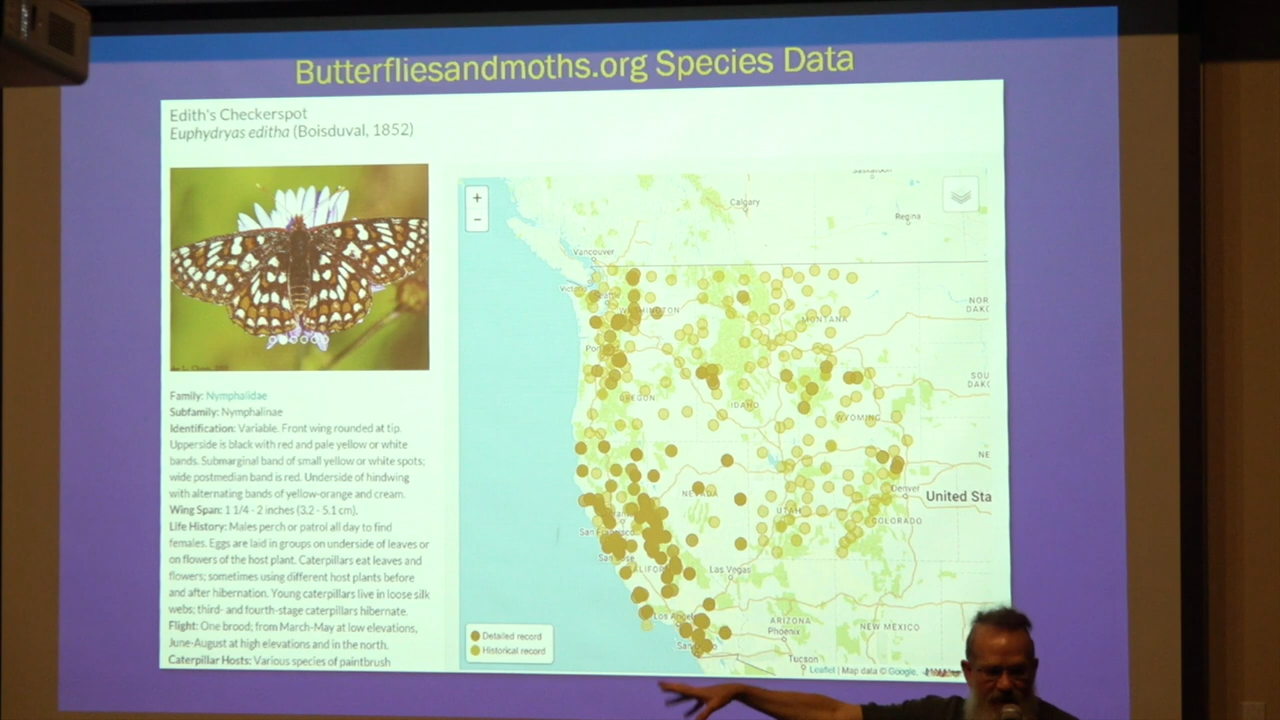 Butterfliesandmoths.org Species Data
Edith's Checkerspot
Euphydryas editha (Boisduval, 1852)
Family: Nymphalidae
Subfamily: Nymphalinae
Identification: Variable. Front wing rounded at tip.
Upperside is black with red and pale yellow or white
bands. Submarginal band of small yellow or white spots;
wide postmedian band is red. Underside of hindwing
with alternating bands of yellow-orange and cream.
Wing Span: 1 1/4 - 2 inches (3.2 - 5.1 cm).
Life History: Males perch or patrol all day to find
females. Eggs are laid in groups on underside of leaves or
on flowers of the host plant. Caterpillars eat leaves and
flowers; sometimes using different host plants before
and after hibernation. Young caterpillars live in loose silk
webs; third- and fourth-stage caterpillars hibernate.
Flight: One brood; from March-May at low elevations,
June-August at high elevations and in the north.
Caterpillar Hosts: Various species of paintbrush
+
−
Calgary
Regina
Vancouver
WASHINGTON
MONTANA
NOR
DAKO
OREGON
IDAHO
SOU
DAKO
WYOMING
NE
NEVADA
UTAH
Denver
United Sta
COLORADO
San
San Jose
Las Vegas
Los Angel
ARIZONA
Phoenix
NEW MEXICO
Tucson
Detailed record
Historical record
Leaflet | Map data © Google,